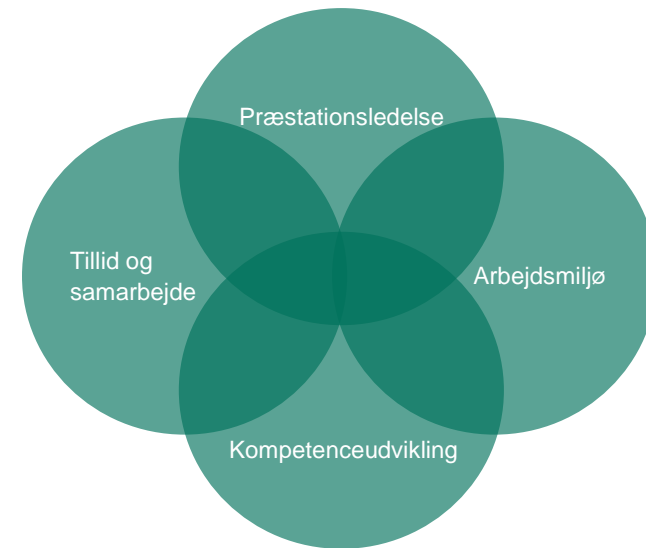 Præstationsledelse
Tillid og
samarbejde
Arbejdsmiljø
Kompetenceudvikling